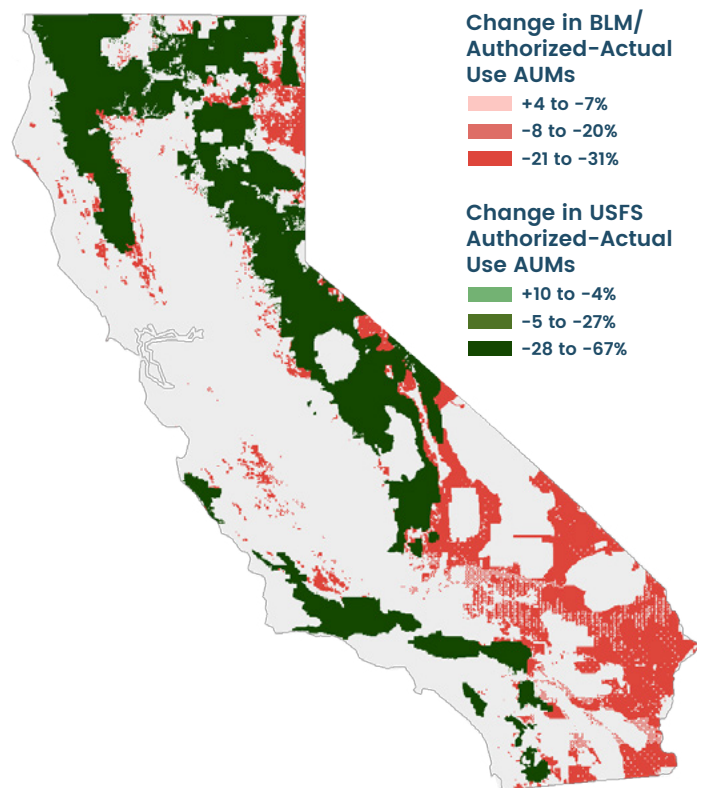 Change in BLM/
Authorized-Actual
Use AUMs
+4 to -7%
-8 to -20%
-21 to -31%
Change in USFS
Authorized-Actual
Use AUMs
+10 to -4%
-5 to -27%
-28 to -67%